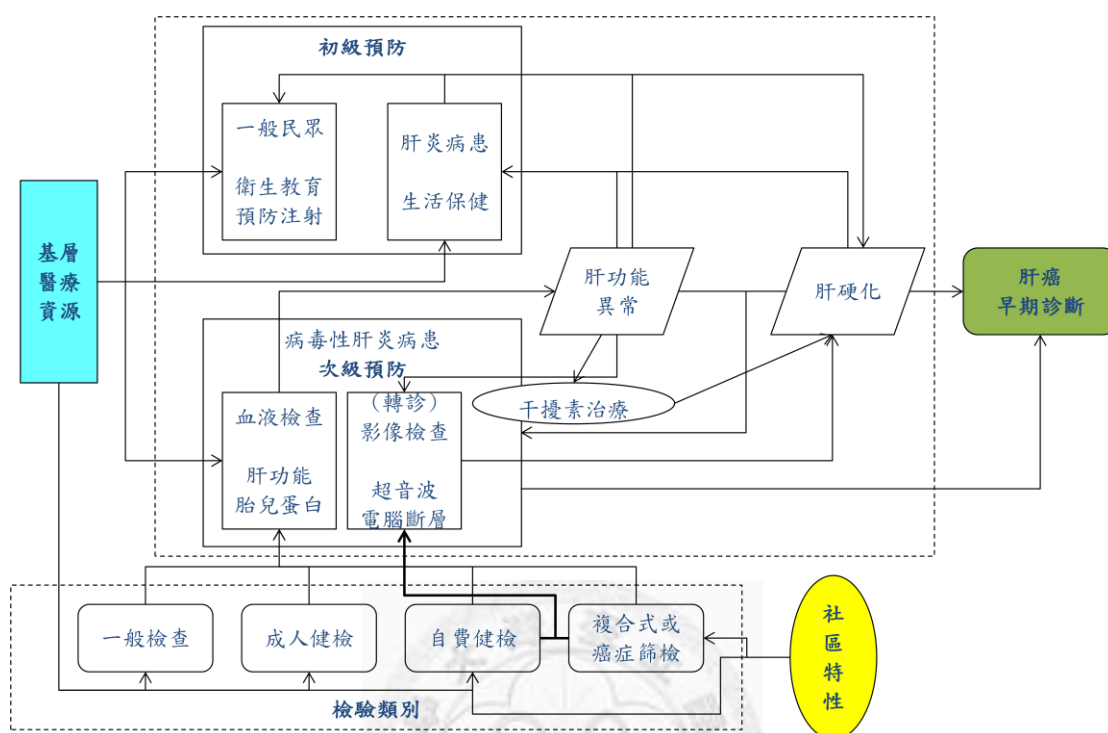 初級預防
一般民眾
衛生教育
預防注射
肝炎病患
生活保健
基層
醫療
資源
肝功能
異常
肝硬化
肝癌
早期診斷
病毒性肝炎病患
次級預防
血液檢查
肝功能
胎兒蛋白
（轉診）
影像檢查
超音波
電腦斷層
干擾素治療
一般檢查
成人健檢
自費健檢
複合式或
癌症篩檢
社
區
特
性
檢驗類別